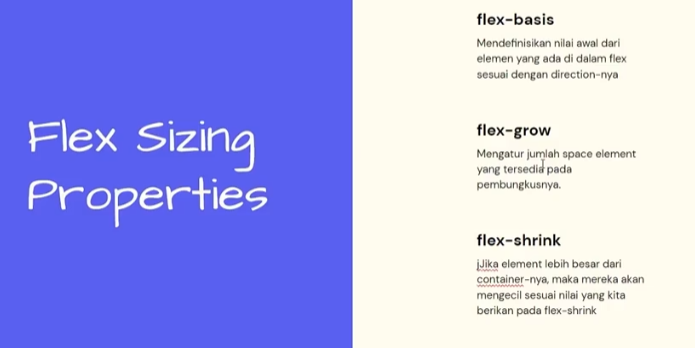 Flex Sizing
Properties
flex-basis
Mendefinisikan nilai awal dari
elemen yang ada di dalam flex
sesuai dengan direction-nya
flex-grow
Mengatur jumlah space element
yang tersedia pada
pembungkusnya.
flex-shrink
jJika element lebih besar dari
container-nya, maka mereka akan
mengecil sesuai nilai yang kita
berikan pada flex-shrink